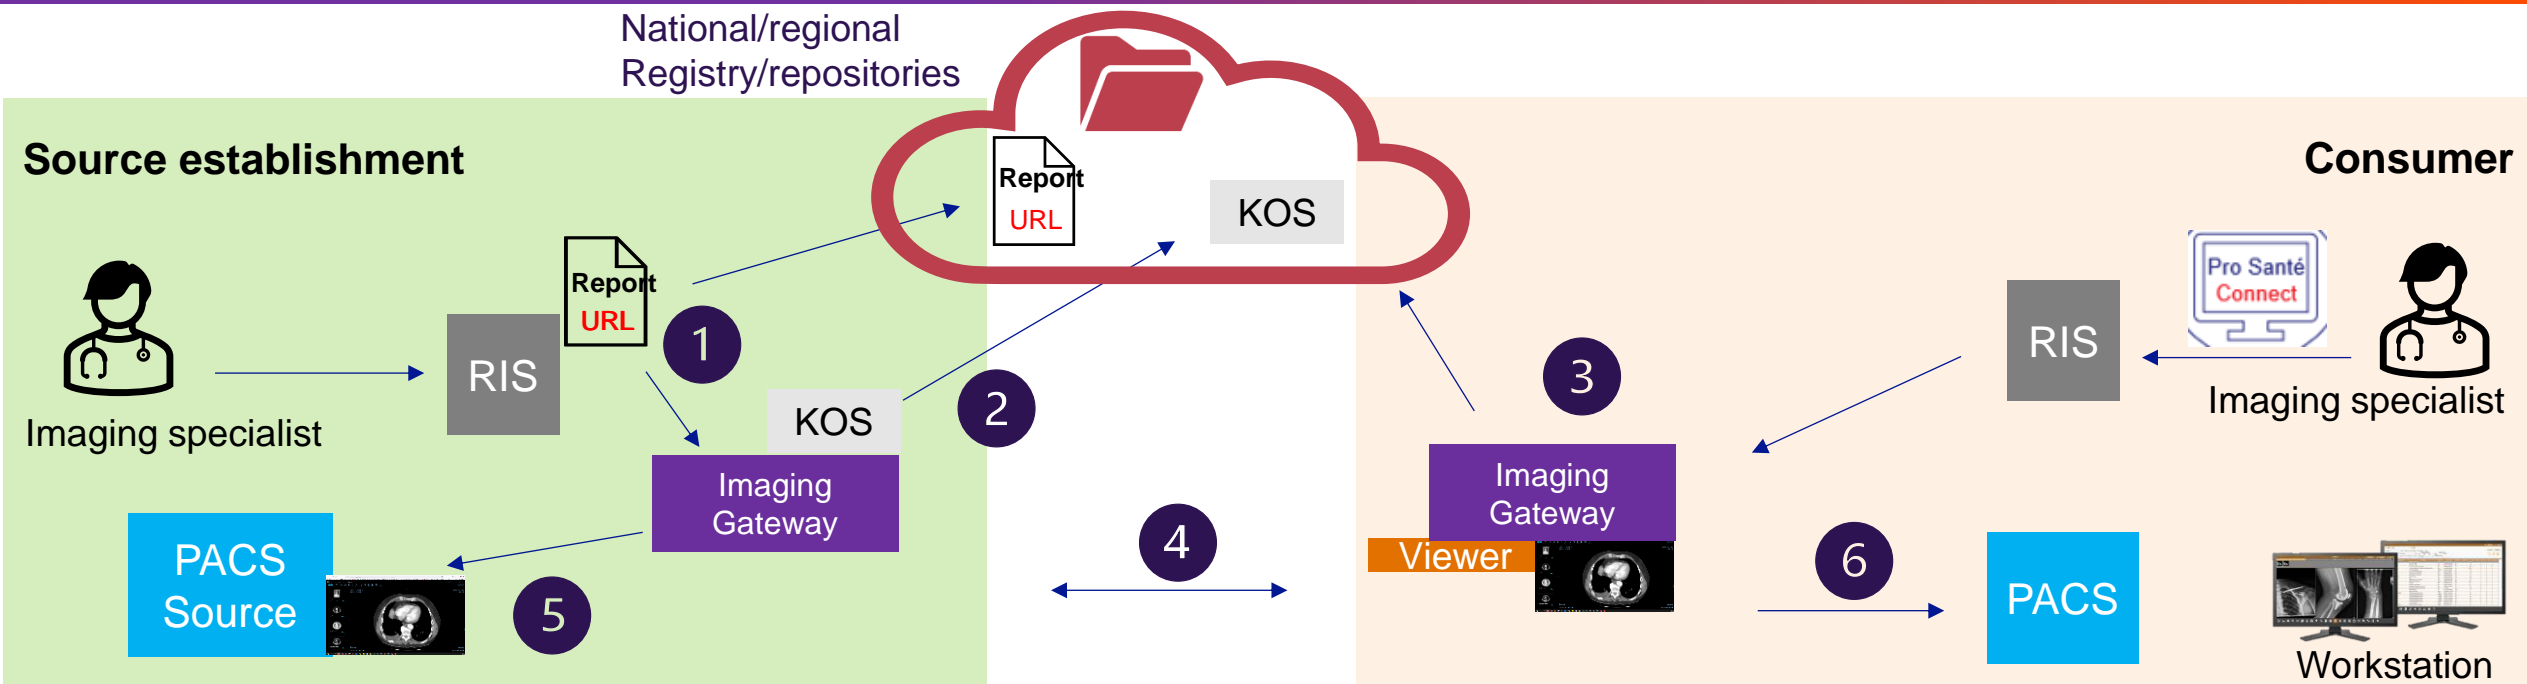 National/regional
Registry/repositories
Source establishment
Consumer
Report
URL
KOS
Report
URL
1
RIS
Imaging specialist
KOS
2
Imaging
Gateway
PACS
Source
5
4
3
Imaging
Gateway
Viewer
6
RIS
Pro Santé
Connect
Imaging specialist
PACS
Workstation